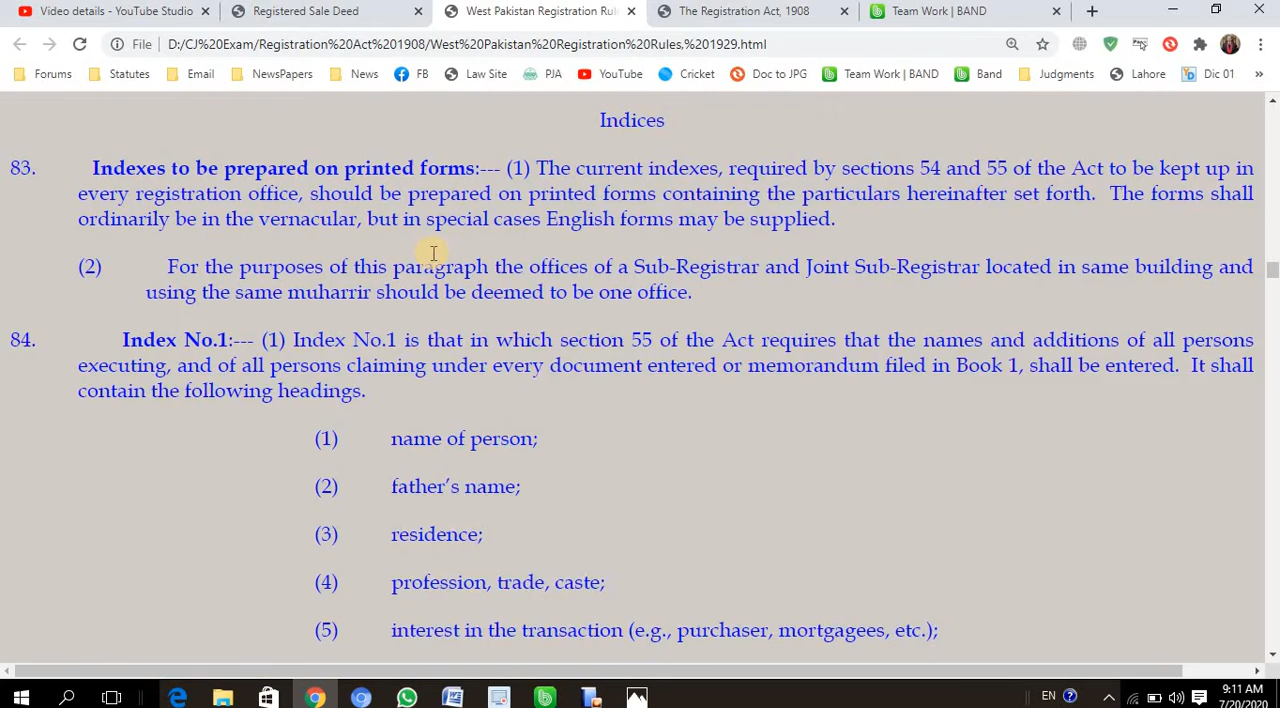 Video details - YouTube Studio
Registered Sale Deed
West Pakistan Registration Rul
The Registration Act, 1908
Team Work | BAND
File
D:/CJ%20Exam/Registration%20Act%201908/West%20Pakistan%20Registration%20Rules,%201929.html
Forums
Statutes
Email
NewsPapers
News
FB
Law Site
PJA
YouTube
Cricket
Doc to JPG
Team Work | BAND
Band
Judgments
Lahore
Dic 01
Indices
83. Indexes to be prepared on printed forms:--- (1) The current indexes, required by sections 54 and 55 of the Act to be kept up in
every registration office, should be prepared on printed forms containing the particulars hereinafter set forth. The forms shall
ordinarily be in the vernacular, but in special cases English forms may be supplied.
(2) For the purposes of this paragraph the offices of a Sub-Registrar and Joint Sub-Registrar located in same building and
using the same muharrir should be deemed to be one office.
84. Index No.1:--- (1) Index No.1 is that in which section 55 of the Act requires that the names and additions of all persons
executing, and of all persons claiming under every document entered or memorandum filed in Book 1, shall be entered. It shall
contain the following headings.
(1) name of person;
(2) father’s name;
(3) residence;
(4) profession, trade, caste;
(5) interest in the transaction (e.g., purchaser, mortgagees, etc.);
EN
9:11 AM
7/20/2020